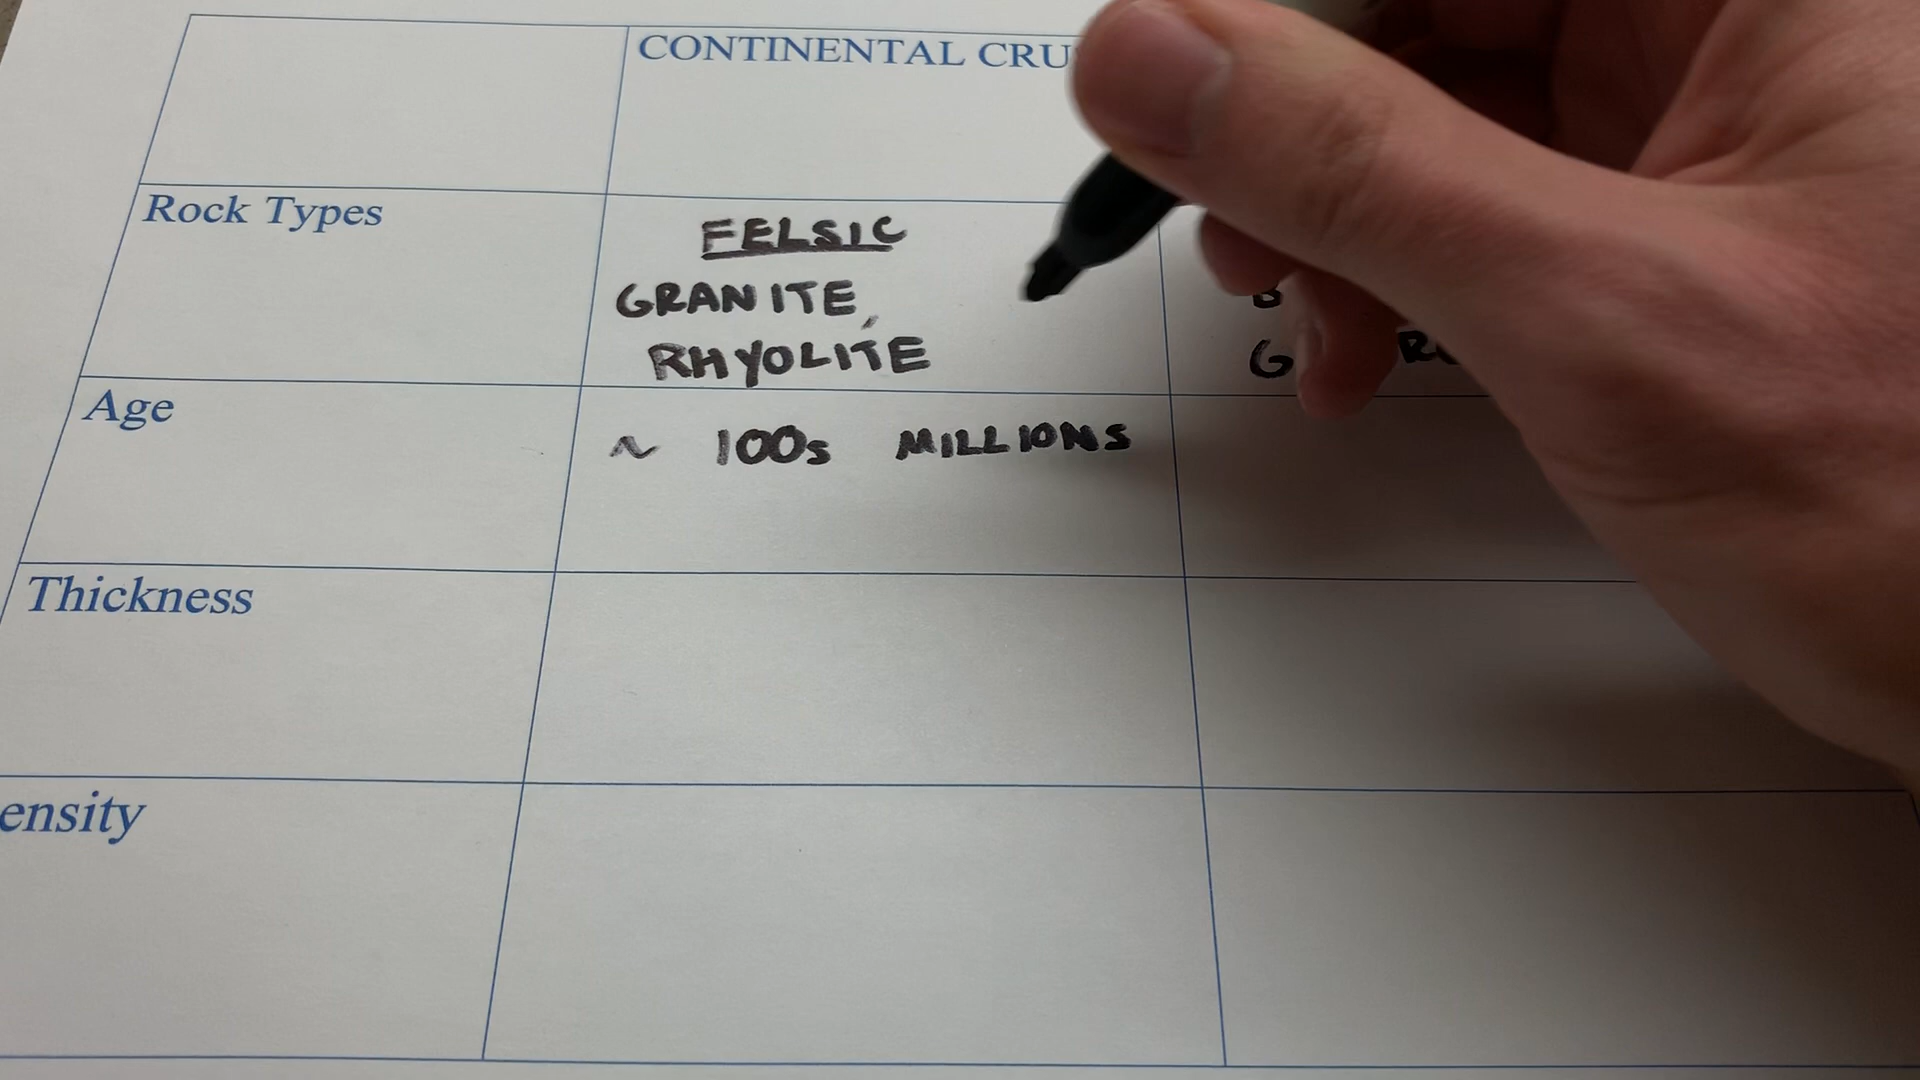 CONTINENTAL CRU
Rock Types
FELSIC
GRANITE,
RHYOLITE
Age
~ 100s MILLIONS
Thickness
ensity